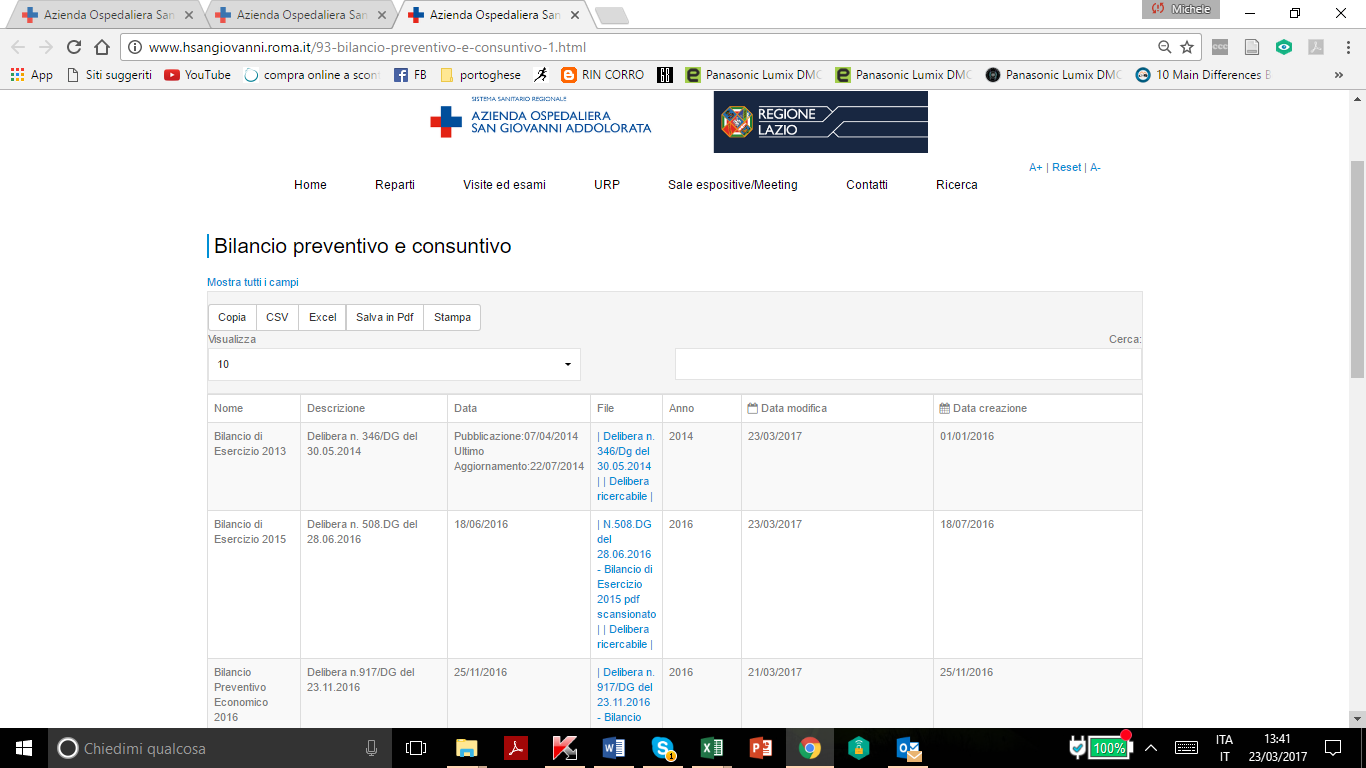 Azienda Ospedaliera San
Azienda Ospedaliera San
Azienda Ospedaliera San
Michele
www.hsangiovanni.roma.it/93-bilancio-preventivo-e-consuntivo-1.html
App
Siti suggeriti
YouTube
compra online a scont
FB
portoghese
RIN CORRO
Panasonic Lumix DMC
Panasonic Lumix DMC
Panasonic Lumix DMC
10 Main Differences B
»
SISTEMA SANITARIO REGIONALE
AZIENDA OSPEDALIERA
SAN GIOVANNI ADDOLORATA
REGIONE
LAZIO
A+ | Reset | A-
Home
Reparti
Visite ed esami
URP
Sale espositive/Meeting
Contatti
Ricerca
Bilancio preventivo e consuntivo
Mostra tutti i campi
Copia
CSV
Excel
Salva in Pdf
Stampa
Visualizza
Cerca:
10
Nome
Descrizione
Data
File
Anno
Data modifica
Data creazione
Bilancio di
Esercizio 2013
Delibera n. 346/DG del
30.05.2014
Pubblicazione:07/04/2014
Ultimo
Aggiornamento:22/07/2014
| Delibera n.
346/Dg del
30.05.2014
| | Delibera
ricercabile |
2014
23/03/2017
01/01/2016
Bilancio di
Esercizio 2015
Delibera n. 508.DG del
28.06.2016
18/06/2016
| N.508.DG
del
28.06.2016
- Bilancio di
Esercizio
2015 pdf
scansionato
| | Delibera
ricercabile |
2016
23/03/2017
18/07/2016
Bilancio
Preventivo
Economico
2016
Delibera n.917/DG del
23.11.2016
25/11/2016
| Delibera n.
917/DG del
23.11.2016
- Bilancio
2016
21/03/2017
25/11/2016
Chiedimi qualcosa
1
100%
ITA
IT
13:41
23/03/2017